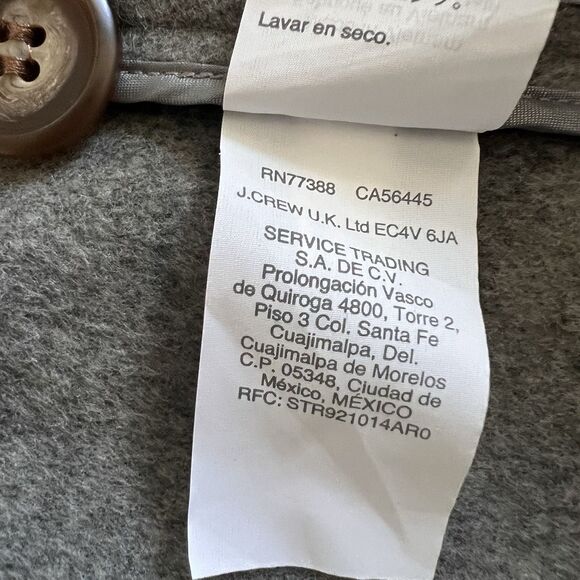 Lavar en seco.
RN77388 CA56445
J.CREW U.K. Ltd EC4V 6JA
SERVICE TRADING
S.A. DE C.V.
Prolongación Vasco
de Quiroga 4800, Torre 2,
Piso 3 Col. Santa Fe
Cuajimalpa, Del.
Cuajimalpa de Morelos
C.P. 05348, Ciudad de
México, MÉXICO
RFC: STR921014AR0